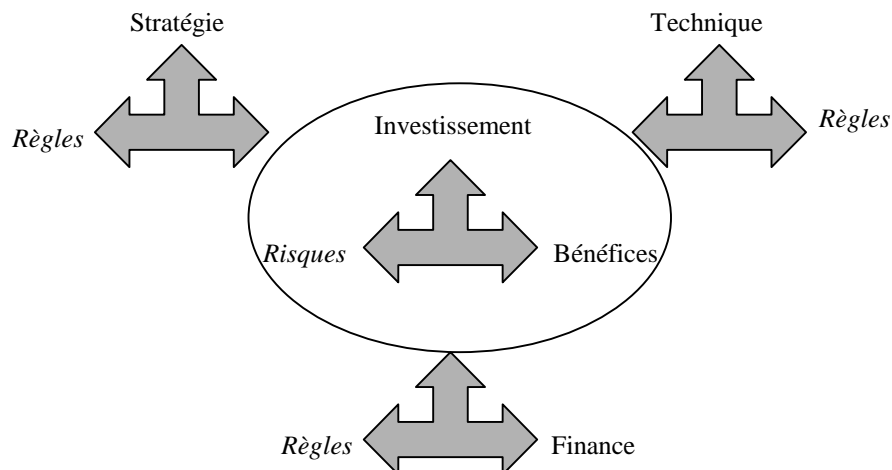 Stratégie
Technique
Investissement
Règles
Règles
Risques
Bénéfices
Règles
Finance